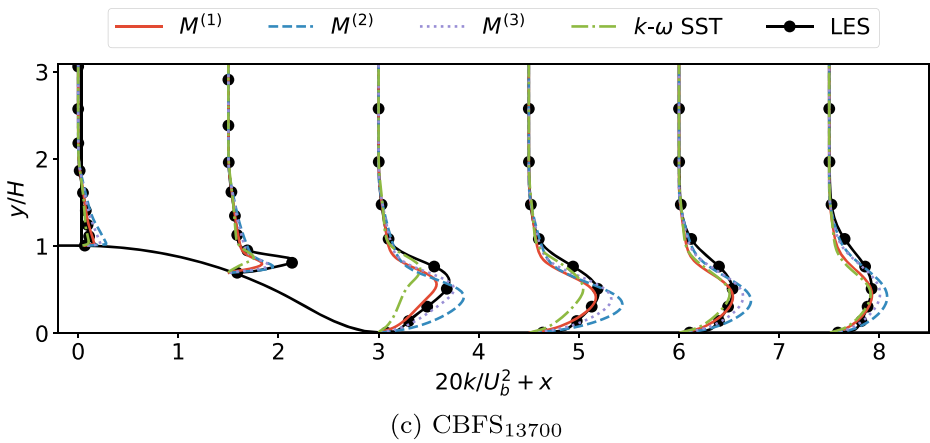 M⁽¹⁾ M⁽²⁾ M⁽³⁾ k-ω SST LES
3
2
1
0
y/H
0 1 2 3 4 5 6 7 8
20k/U_b^2 + x
(c) CBFS₁₃₇₀₀